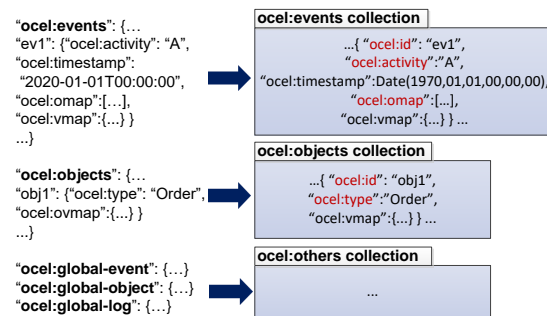 “ocel:events”: {…
“ev1”: {“ocel:activity”: “A”,
“ocel:timestamp”:
“2020-01-01T00:00:00”,
“ocel:omap”:[…],
“ocel:vmap”:{...} }
...}
ocel:events collection
...{ “ocel:id”: “ev1”,
“ocel:activity”:”A”,
“ocel:timestamp”:Date(1970,01,01,00,00,00),
“ocel:omap”:[…],
“ocel:vmap”:{...} } ...
“ocel:objects”: {…
“obj1”: {“ocel:type”: “Order”,
“ocel:ovmap”:{...} }
...}
ocel:objects collection
...{ “ocel:id”: “obj1”,
“ocel:type”:”Order”,
“ocel:vmap”:{...} } ...
“ocel:global-event”: {…}
“ocel:global-object”: {…}
“ocel:global-log”: {…}
ocel:others collection
...